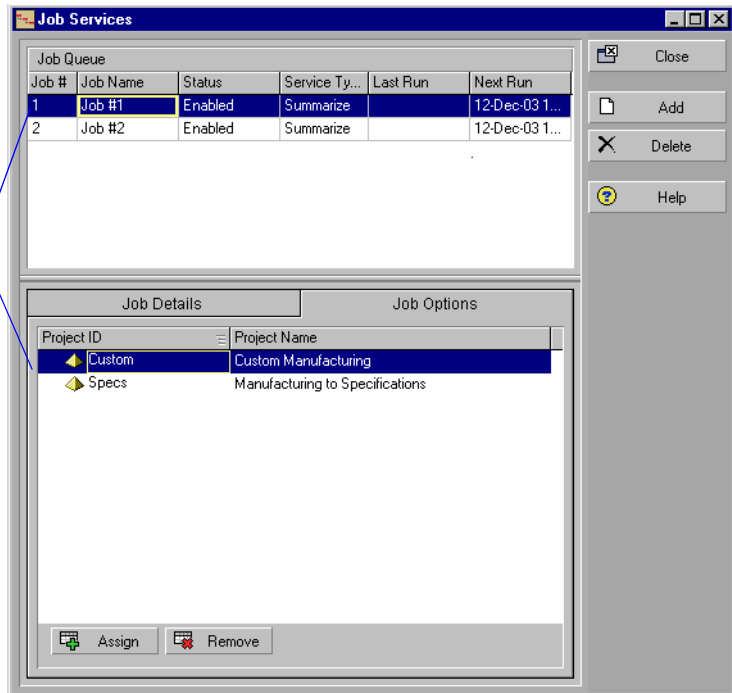 Job Services
Close
Add
Delete
Help
Job Queue
Job # Job Name Status Service Ty... Last Run Next Run
1 Job #1 Enabled Summarize 12-Dec-03 1...
2 Job #2 Enabled Summarize 12-Dec-03 1...
Job Details Job Options
Project ID Project Name
Custom Custom Manufacturing
Specs Manufacturing to Specifications
Assign Remove